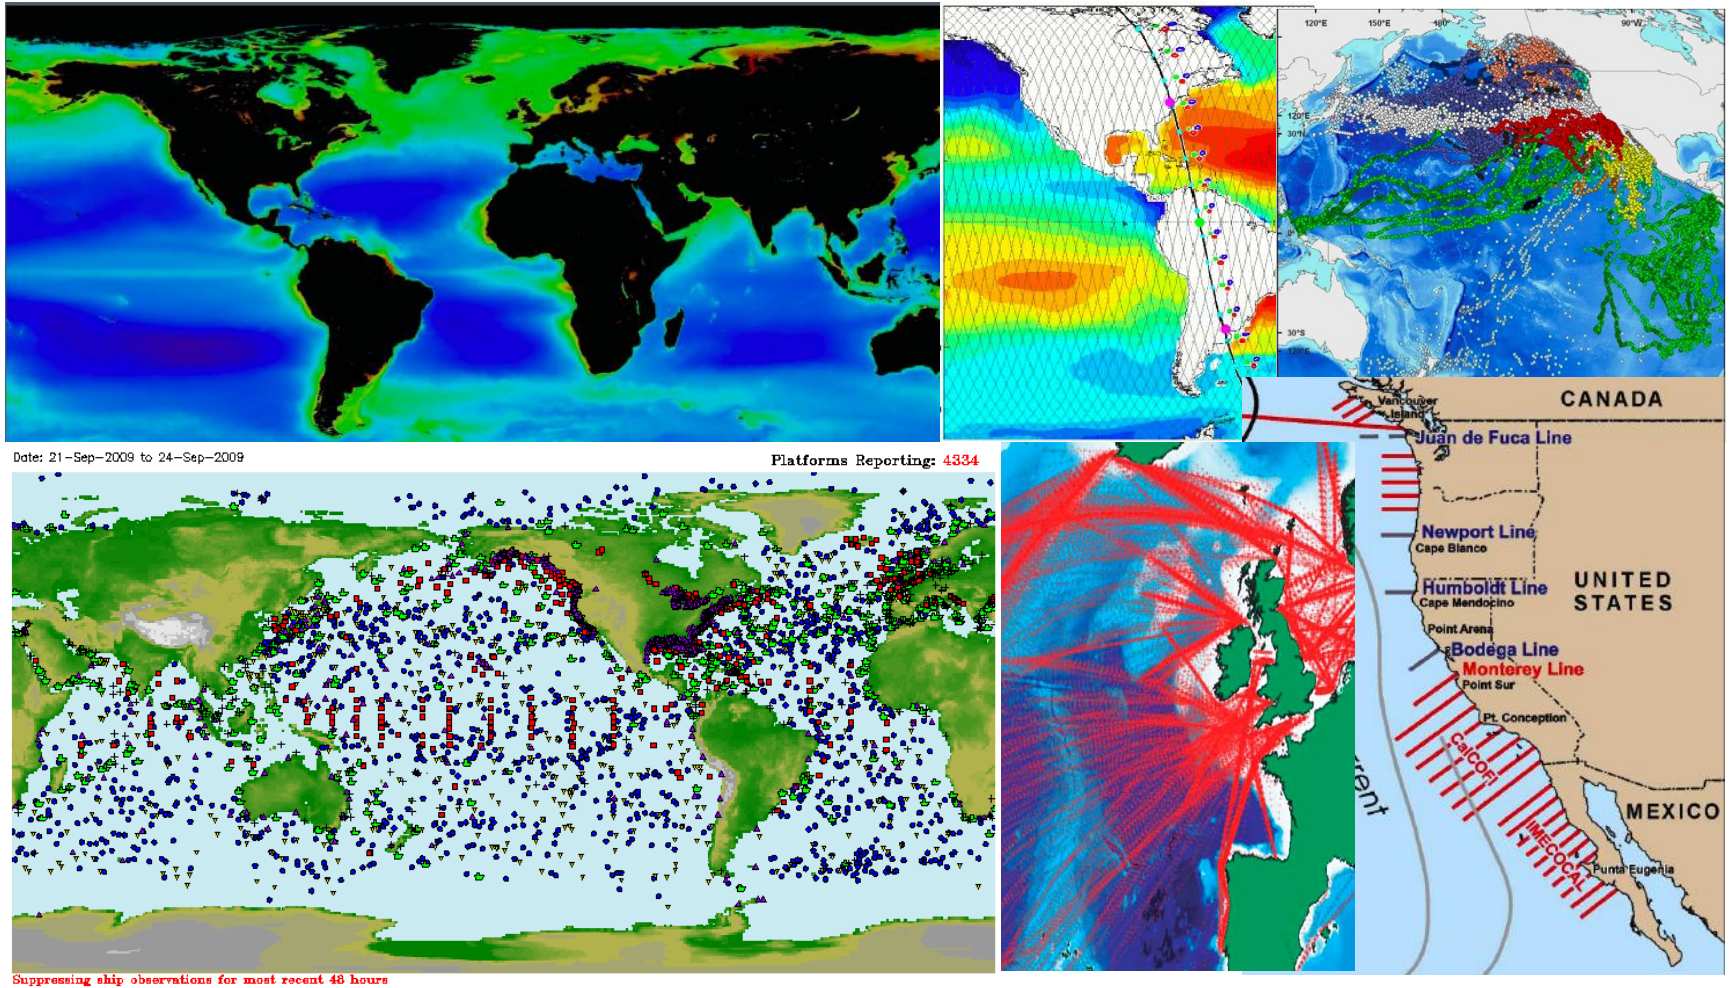 120°E
150°E
180°
90°W
120°E
30°N
0°
30°S
120°E
Date: 21-Sep-2009 to 24-Sep-2009
Platforms Reporting: 4334
Suppressing ship observations for most recent 48 hours
CANADA
Vancouver
Island
Juan de Fuca Line
Newport Line
Cape Blanco
UNITED
STATES
Humboldt Line
Cape Mendocino
Point Arena
Bodega Line
Monterey Line
Point Sur
Pt. Conception
CalCOFI
rent
MEXICO
IMECOCAL
Punta Eugenia